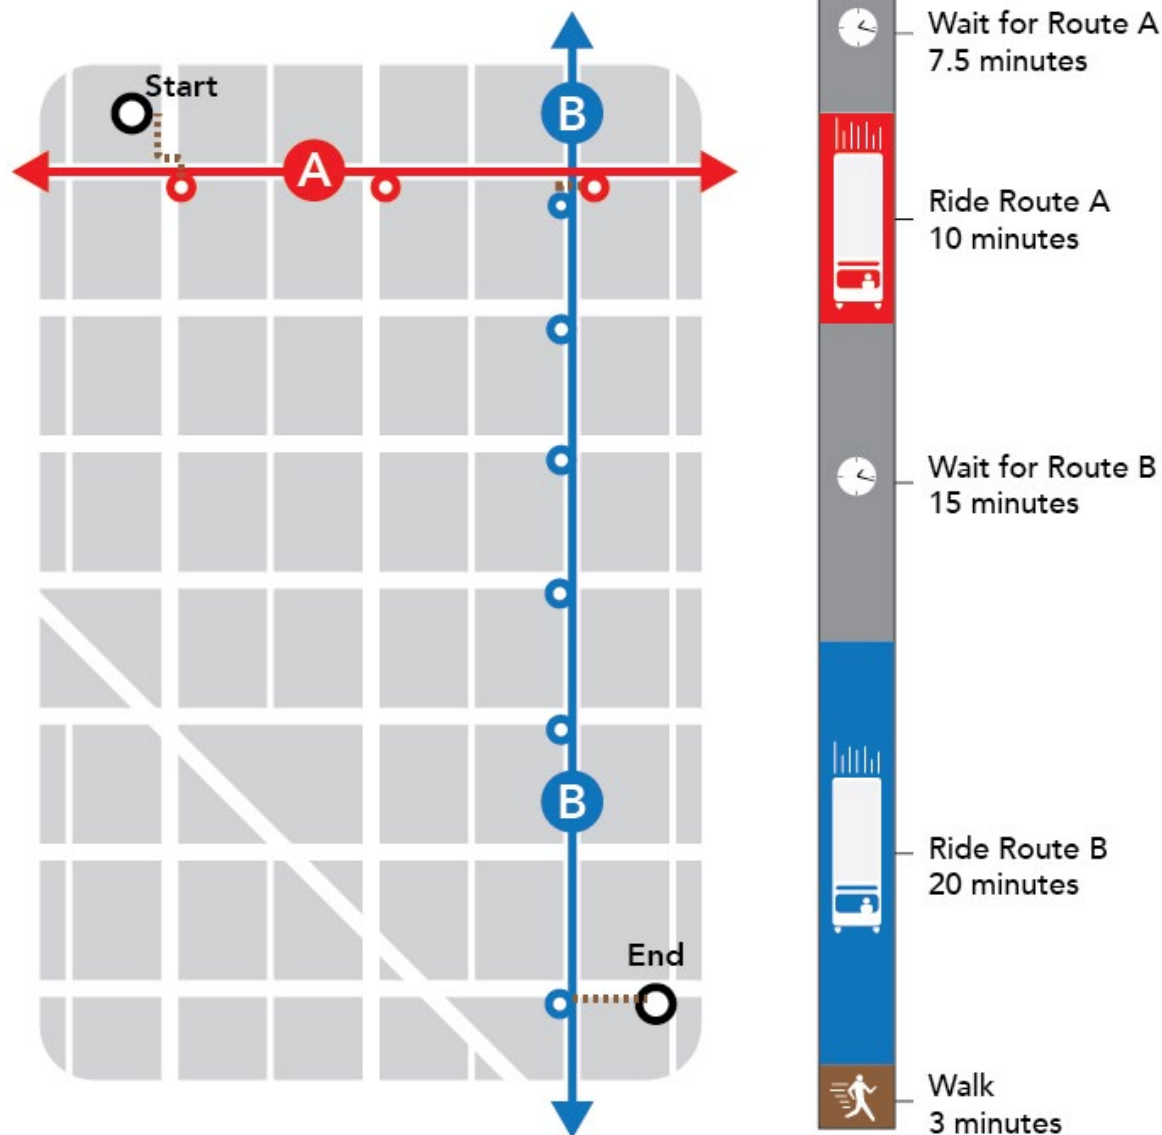 Start
A
B
B
End
Wait for Route A
7.5 minutes
Ride Route A
10 minutes
Wait for Route B
15 minutes
Ride Route B
20 minutes
Walk
3 minutes